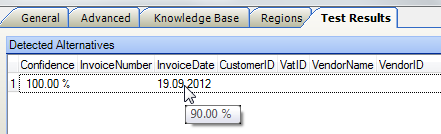 General Advanced Knowledge Base Regions Test Results
Detected Alternatives
Confidence InvoiceNumber InvoiceDate CustomerID VatID VendorName VendorID
1 100.00 % 19.09.2012
90.00 %